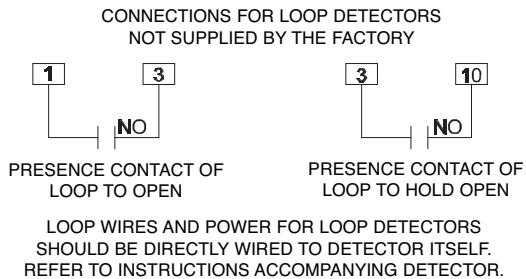 CONNECTIONS FOR LOOP DETECTORS
NOT SUPPLIED BY THE FACTORY
1 3 3 10
NO NO
PRESENCE CONTACT OF
LOOP TO OPEN
PRESENCE CONTACT OF
LOOP TO HOLD OPEN
LOOP WIRES AND POWER FOR LOOP DETECTORS
SHOULD BE DIRECTLY WIRED TO DETECTOR ITSELF.
REFER TO INSTRUCTIONS ACCOMPANYING DETECTOR.